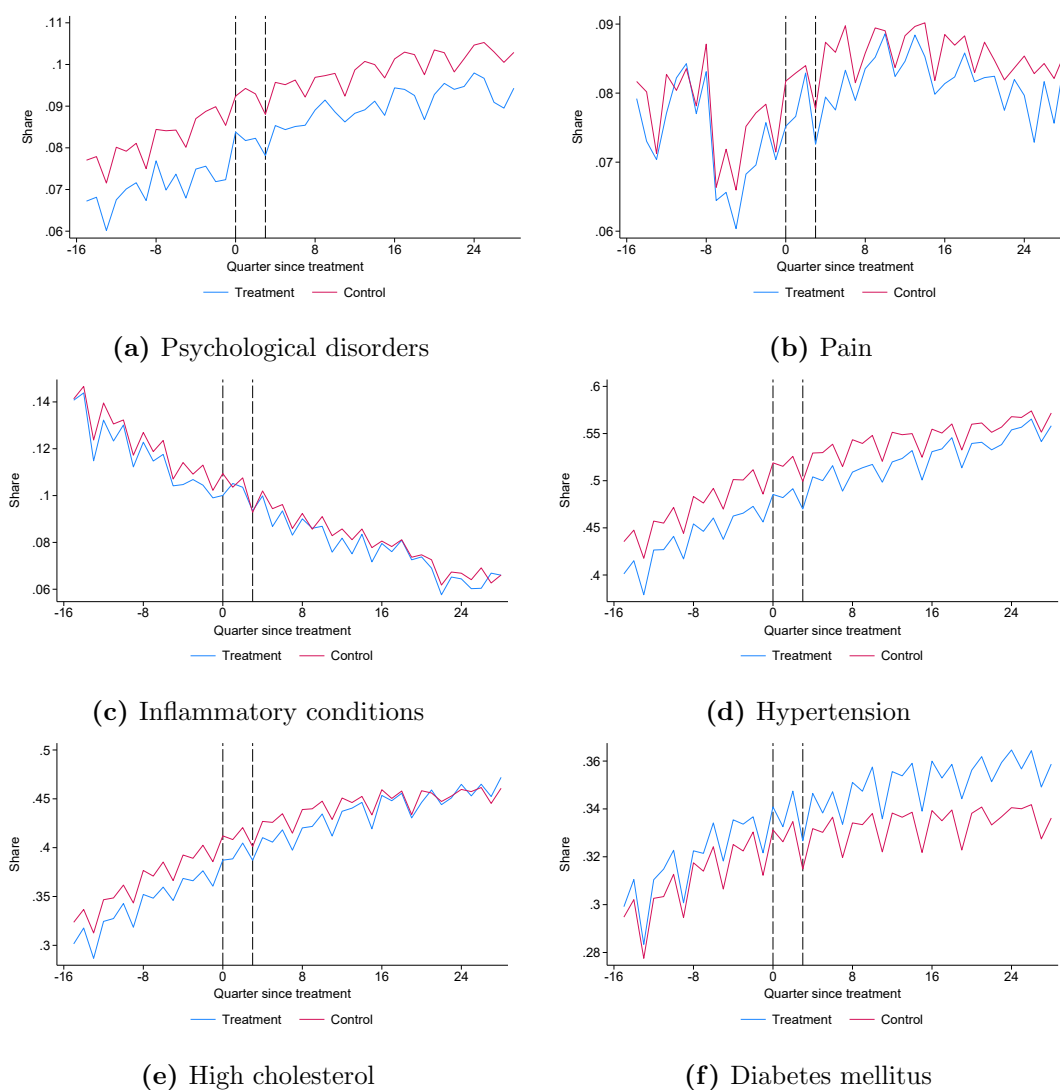 .11
.1
.09
.08
.07
.06
Share
-16 -8 0 8 16 24
Quarter since treatment
Treatment Control
(a) Psychological disorders
.09
.08
.07
.06
Share
-16 -8 0 8 16 24
Quarter since treatment
Treatment Control
(b) Pain
.14
.12
.1
.08
.06
Share
-16 -8 0 8 16 24
Quarter since treatment
Treatment Control
(c) Inflammatory conditions
.6
.55
.5
.45
.4
Share
-16 -8 0 8 16 24
Quarter since treatment
Treatment Control
(d) Hypertension
.5
.45
.4
.35
.3
Share
-16 -8 0 8 16 24
Quarter since treatment
Treatment Control
(e) High cholesterol
.36
.34
.32
.3
.28
Share
-16 -8 0 8 16 24
Quarter since treatment
Treatment Control
(f) Diabetes mellitus